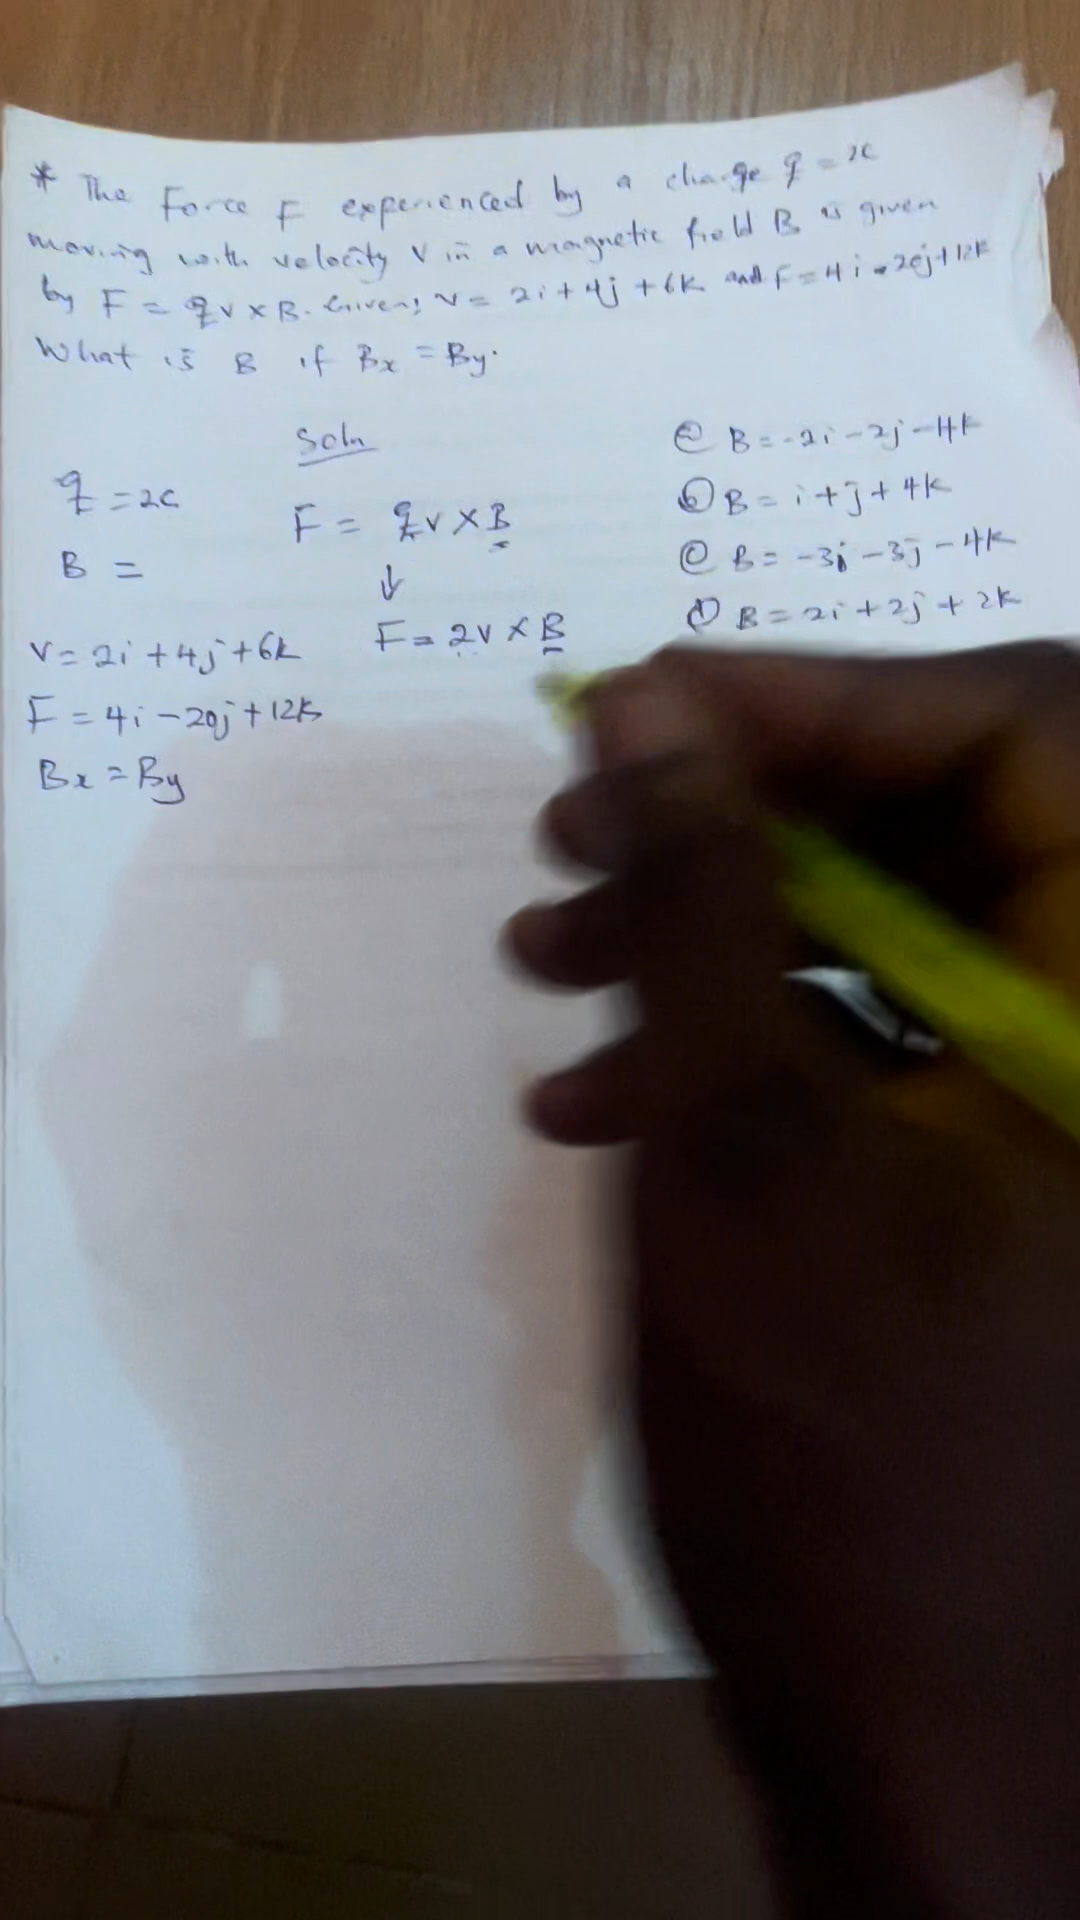 * The Force F experienced by a charge q = 2c
moving with velocity v in a magnetic field B is given
by F = qv × B. Given; v = 2i + 4j + 6k and F = 4i - 20j + 12k
What is B if Bx = By.
Soln
q = 2c
B =
v = 2i + 4j + 6k
F = 4i - 20j + 12k
Bx = By
F = qv × B
↓
F = 2v × B
@ B = -2i - 2j - 4k
(b) B = i + j + 4k
(c) B = -3i - 3j - 4k
(d) B = 2i + 2j + 2k